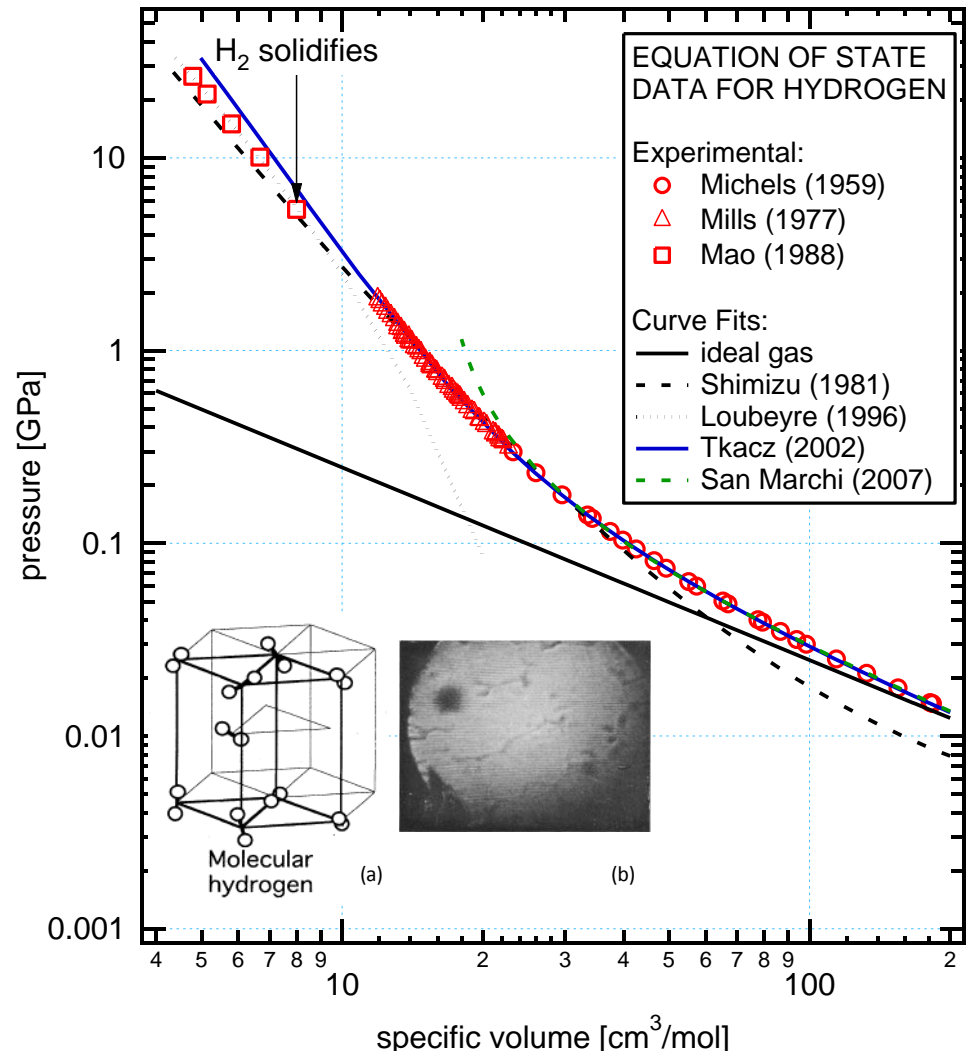 H2 solidifies
EQUATION OF STATE
DATA FOR HYDROGEN
Experimental:
Michels (1959)
Mills (1977)
Mao (1988)
Curve Fits:
ideal gas
Shimizu (1981)
Loubeyre (1996)
Tkacz (2002)
San Marchi (2007)
pressure [GPa]
10
1
0.1
0.01
0.001
Molecular
hydrogen
(a)
(b)
4 5 6 7 8 9 2 3 4 5 6 7 8 9 2
10 100
specific volume [cm3/mol]